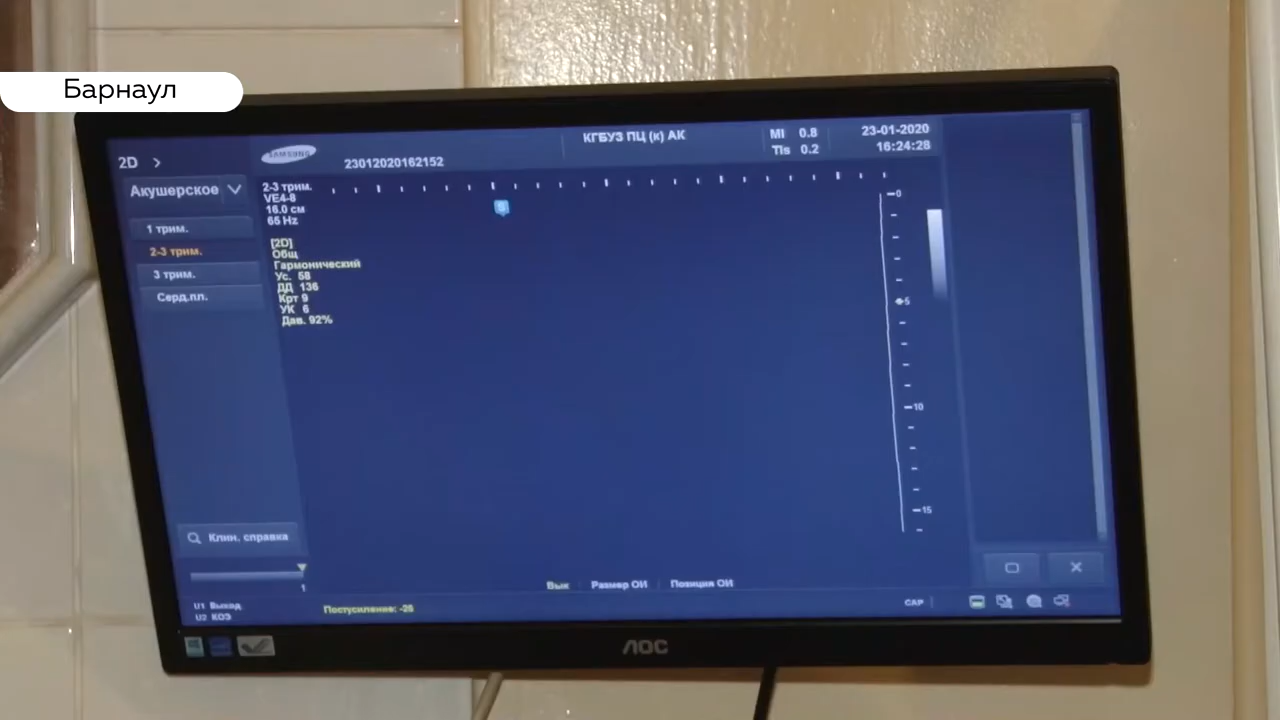 Барнаул
2D >
SAMSUNG
23012020162152
КГБУЗ ПЦ (к) АК
MI 0.8
TIs 0.2
23-01-2020
16:24:28
Акушерское
1 трим.
2-3 трим.
3 трим.
Серд.пл.
2-3 трим.
VE4-8
16.0 см
65 Hz
[2D]
Общ
Гармонический
Ус. 58
ДД 136
Крт 9
УК 6
Дав. 92%
S
0
5
10
15
Клин. справка
1
U1 Выход
U2 КОЭ
Постусиление: -25
Вык
Размер ОИ
Позиция ОИ
CAP
AOC